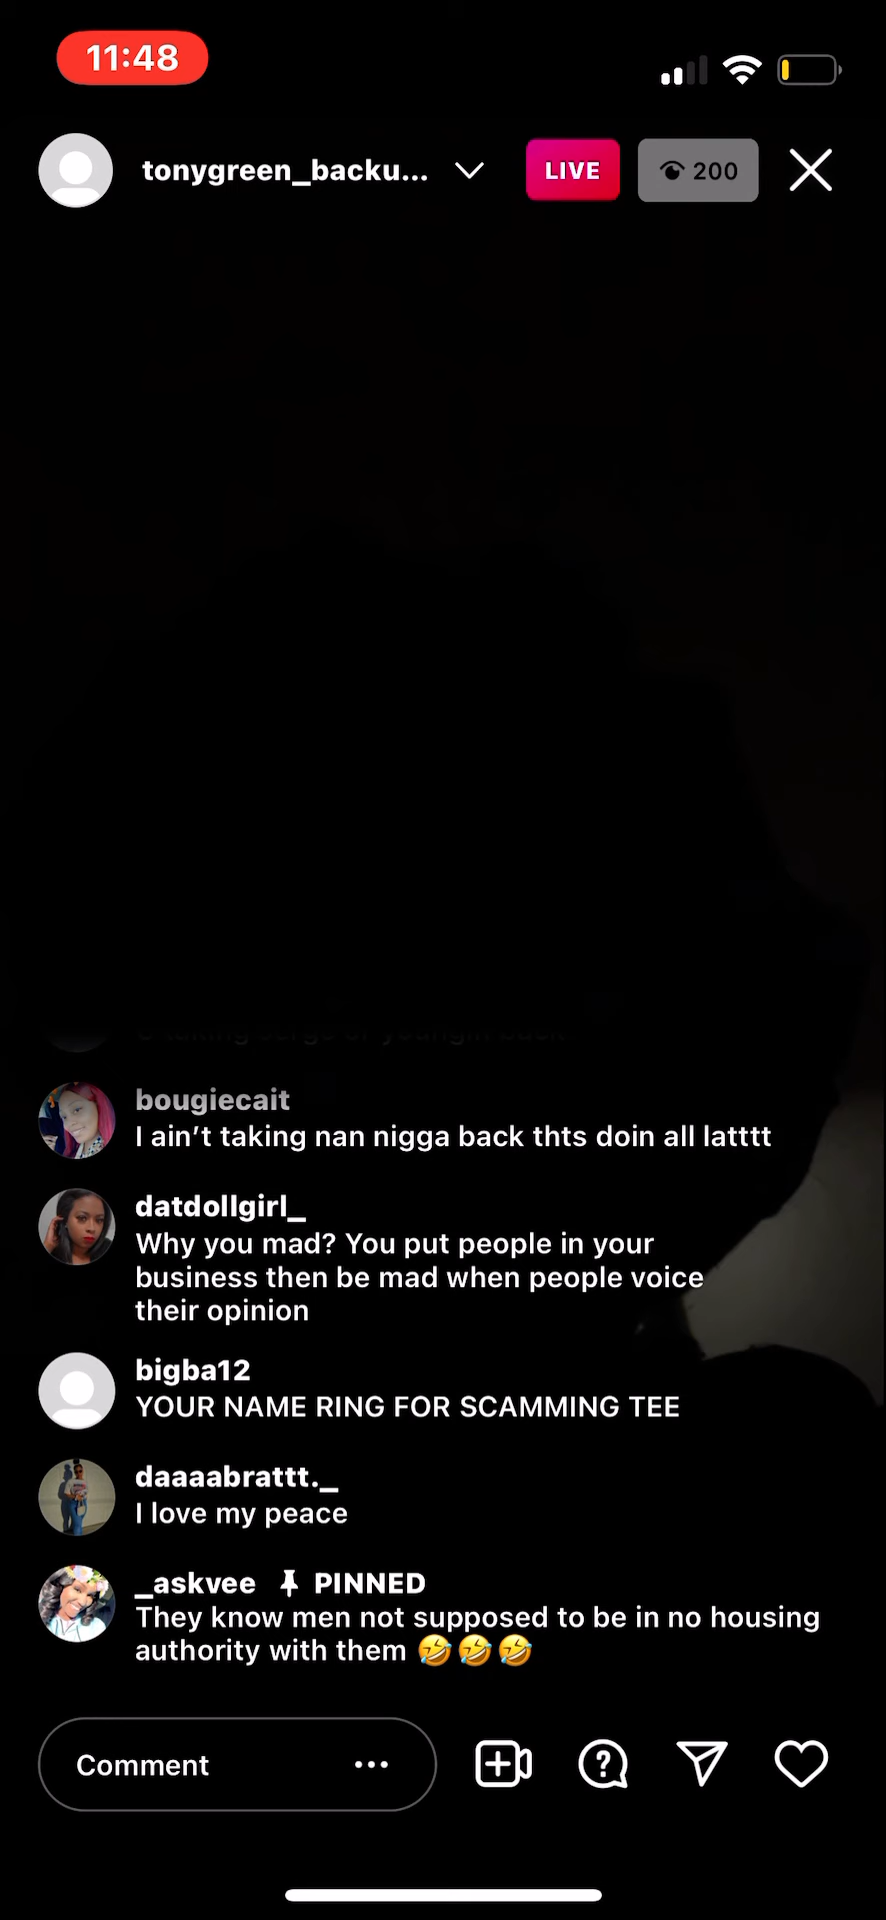 11:48
tonygreen_backu...
LIVE
200
bougiecait
I ain’t taking nan nigga back thts doin all latttt
datdollgirl_
Why you mad? You put people in your
business then be mad when people voice
their opinion
bigba12
YOUR NAME RING FOR SCAMMING TEE
daaaabrattt._
I love my peace
_askvee PINNED
They know men not supposed to be in no housing
authority with them 🤣🤣🤣
Comment ...